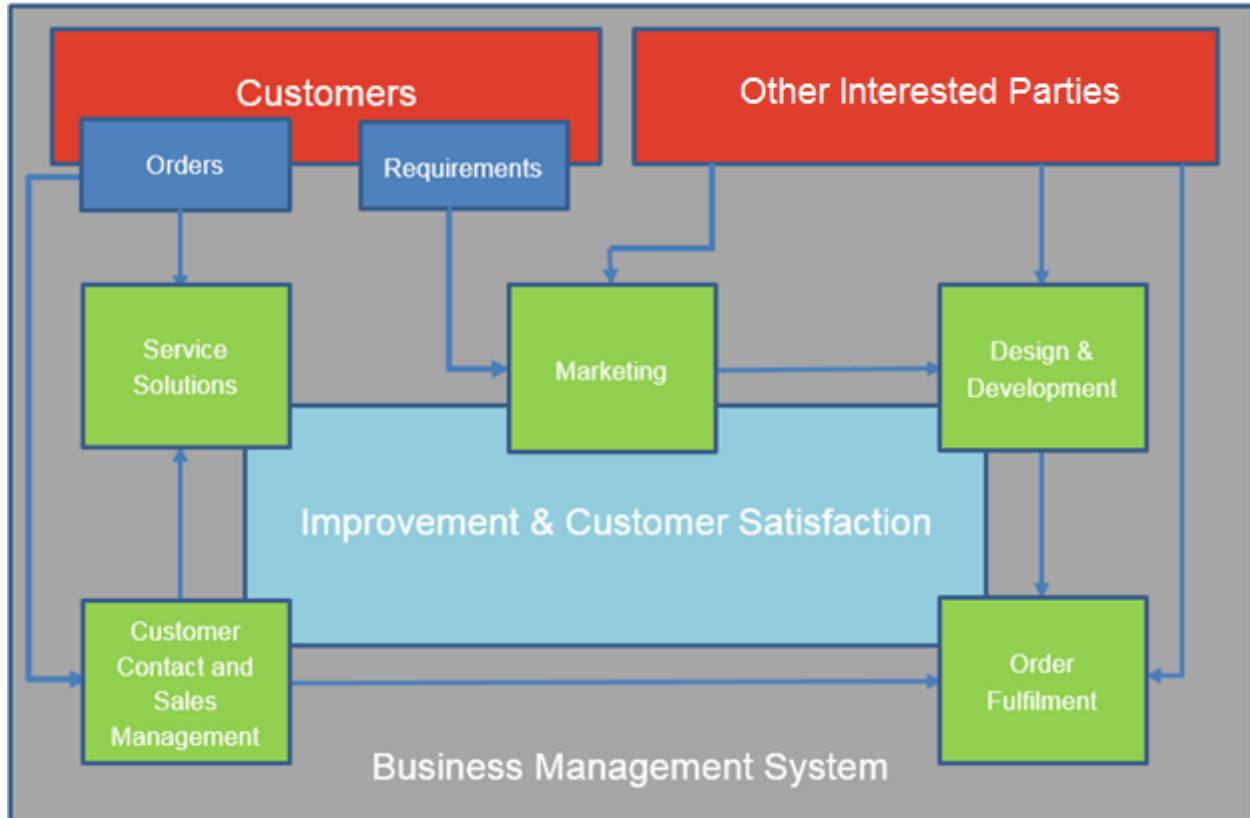 Customers
Other Interested Parties
Orders
Requirements
Service
Solutions
Marketing
Design &
Development
Improvement & Customer Satisfaction
Customer
Contact and
Sales
Management
Order
Fulfilment
Business Management System